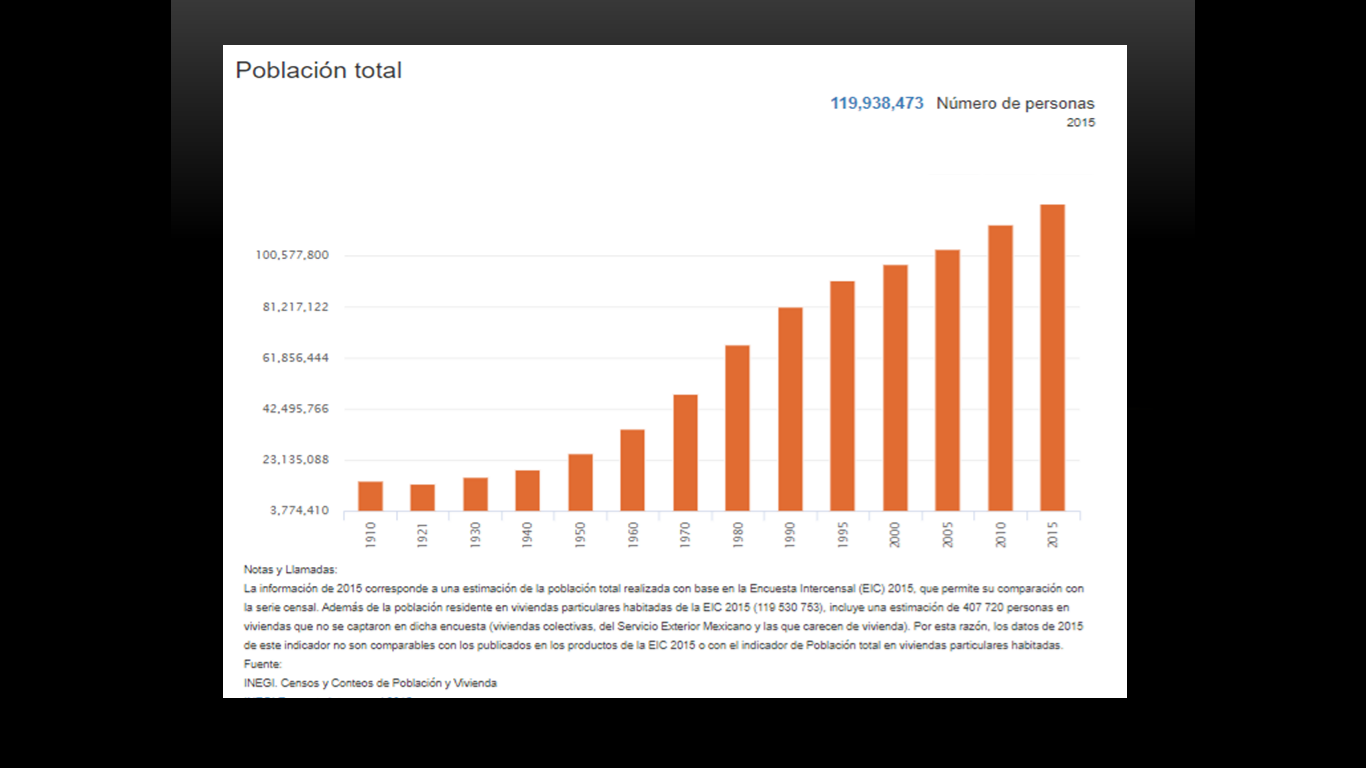 Población total
119,938,473 Número de personas
2015
100,577,800
81,217,122
61,856,444
42,495,766
23,135,088
3,774,410
1910 1921 1930 1940 1950 1960 1970 1980 1990 1995 2000 2005 2010 2015
Notas y Llamadas:
La información de 2015 corresponde a una estimación de la población total realizada con base en la Encuesta Intercensal (EIC) 2015, que permite su comparación con
la serie censal. Además de la población residente en viviendas particulares habitadas de la EIC 2015 (119 530 753), incluye una estimación de 407 720 personas en
viviendas que no se captaron en dicha encuesta (viviendas colectivas, del Servicio Exterior Mexicano y las que carecen de vivienda). Por esta razón, los datos de 2015
de este indicador no son comparables con los publicados en los productos de la EIC 2015 o con el indicador de Población total en viviendas particulares habitadas.
Fuente:
INEGI. Censos y Conteos de Población y Vivienda